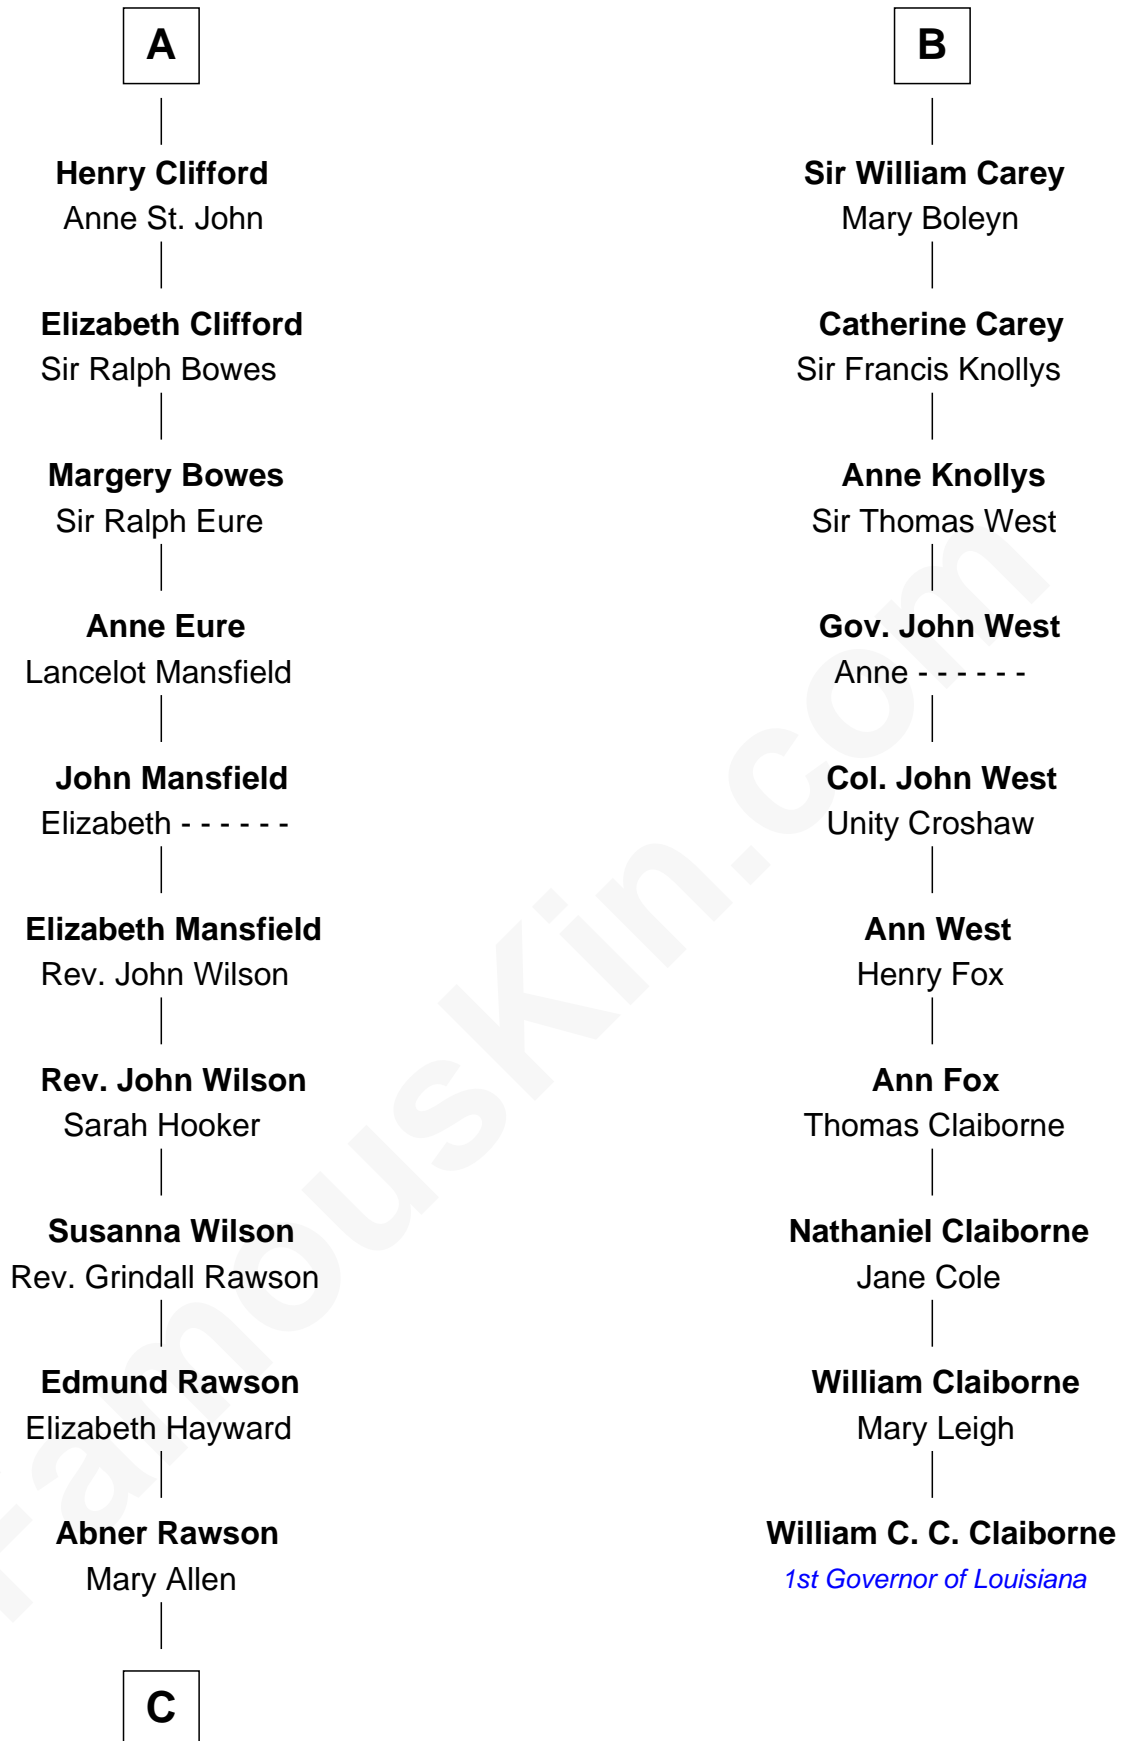 A
Henry Clifford
Anne St. John
Elizabeth Clifford
Sir Ralph Bowes
Margery Bowes
Sir Ralph Eure
Anne Eure
Lancelot Mansfield
John Mansfield
Elizabeth - - - - - -
Elizabeth Mansfield
Rev. John Wilson
Rev. John Wilson
Sarah Hooker
Susanna Wilson
Rev. Grindall Rawson
Edmund Rawson
Elizabeth Hayward
Abner Rawson
Mary Allen
C
B
Sir William Carey
Mary Boleyn
Catherine Carey
Sir Francis Knollys
Anne Knollys
Sir Thomas West
Gov. John West
Anne - - - - - -
Col. John West
Unity Croshaw
Ann West
Henry Fox
Ann Fox
Thomas Claiborne
Nathaniel Claiborne
Jane Cole
William Claiborne
Mary Leigh
William C. C. Claiborne
1st Governor of Louisiana
FamousKin.com